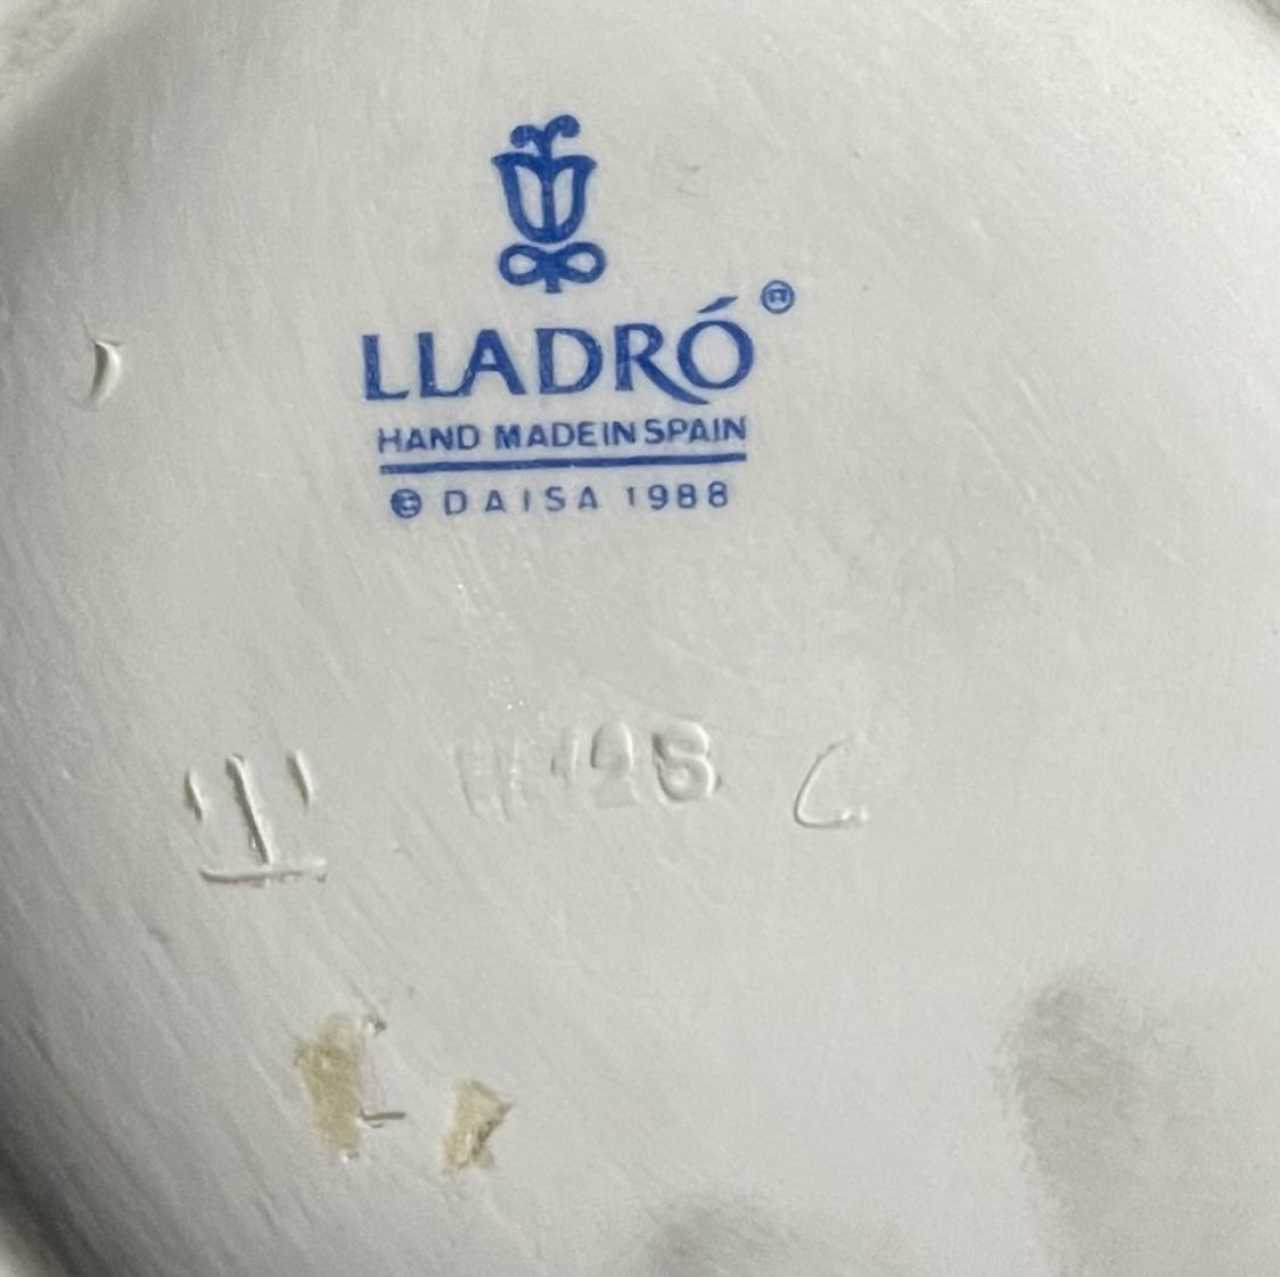 LLADRÓ®
HAND MADE IN SPAIN
© DAISA 1988